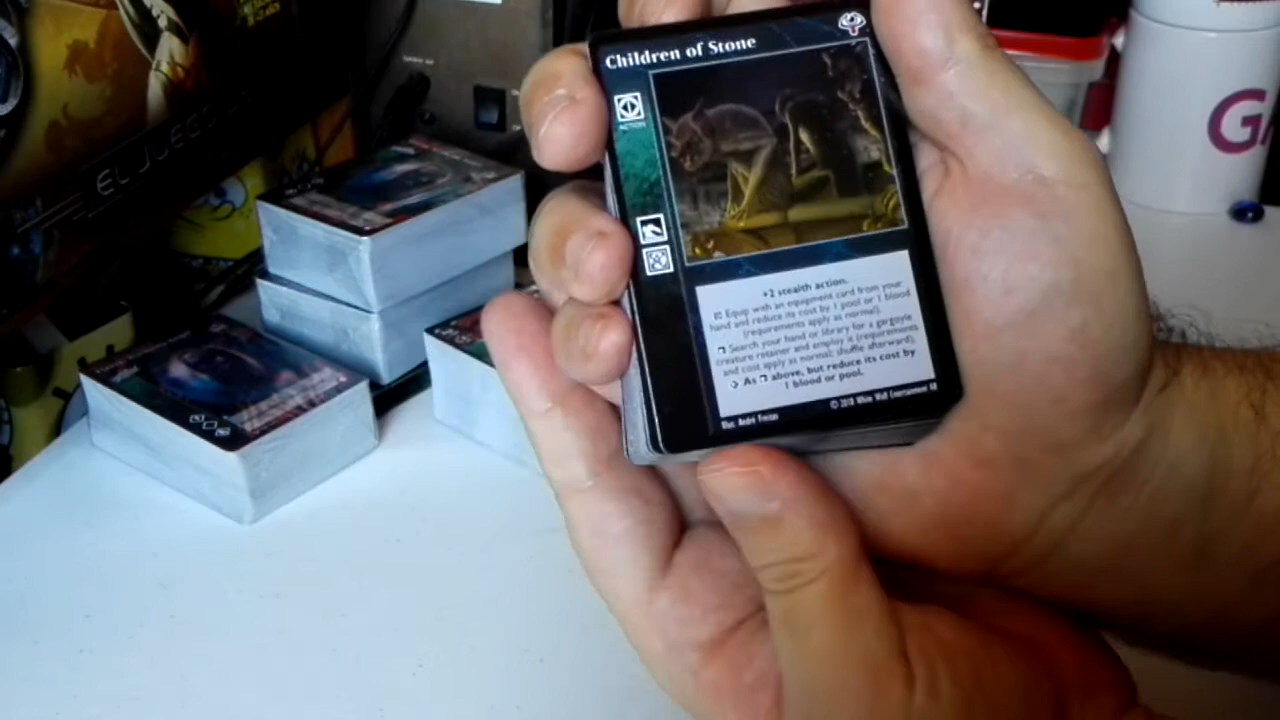 EL JUEGO
Children of Stone
ACTION
+2 stealth action.
Equip with an equipment card from your
hand and reduce its cost by 1 pool or 1 blood
(requirements apply as normal).
Search your hand or library for a gargoyle
creature retainer and employ it (requirements
and cost apply as normal; shuffle afterward).
As above, but reduce its cost by
1 blood or pool.
Illus: André Freitas
© 2018 White Wolf Entertainment AB
GA